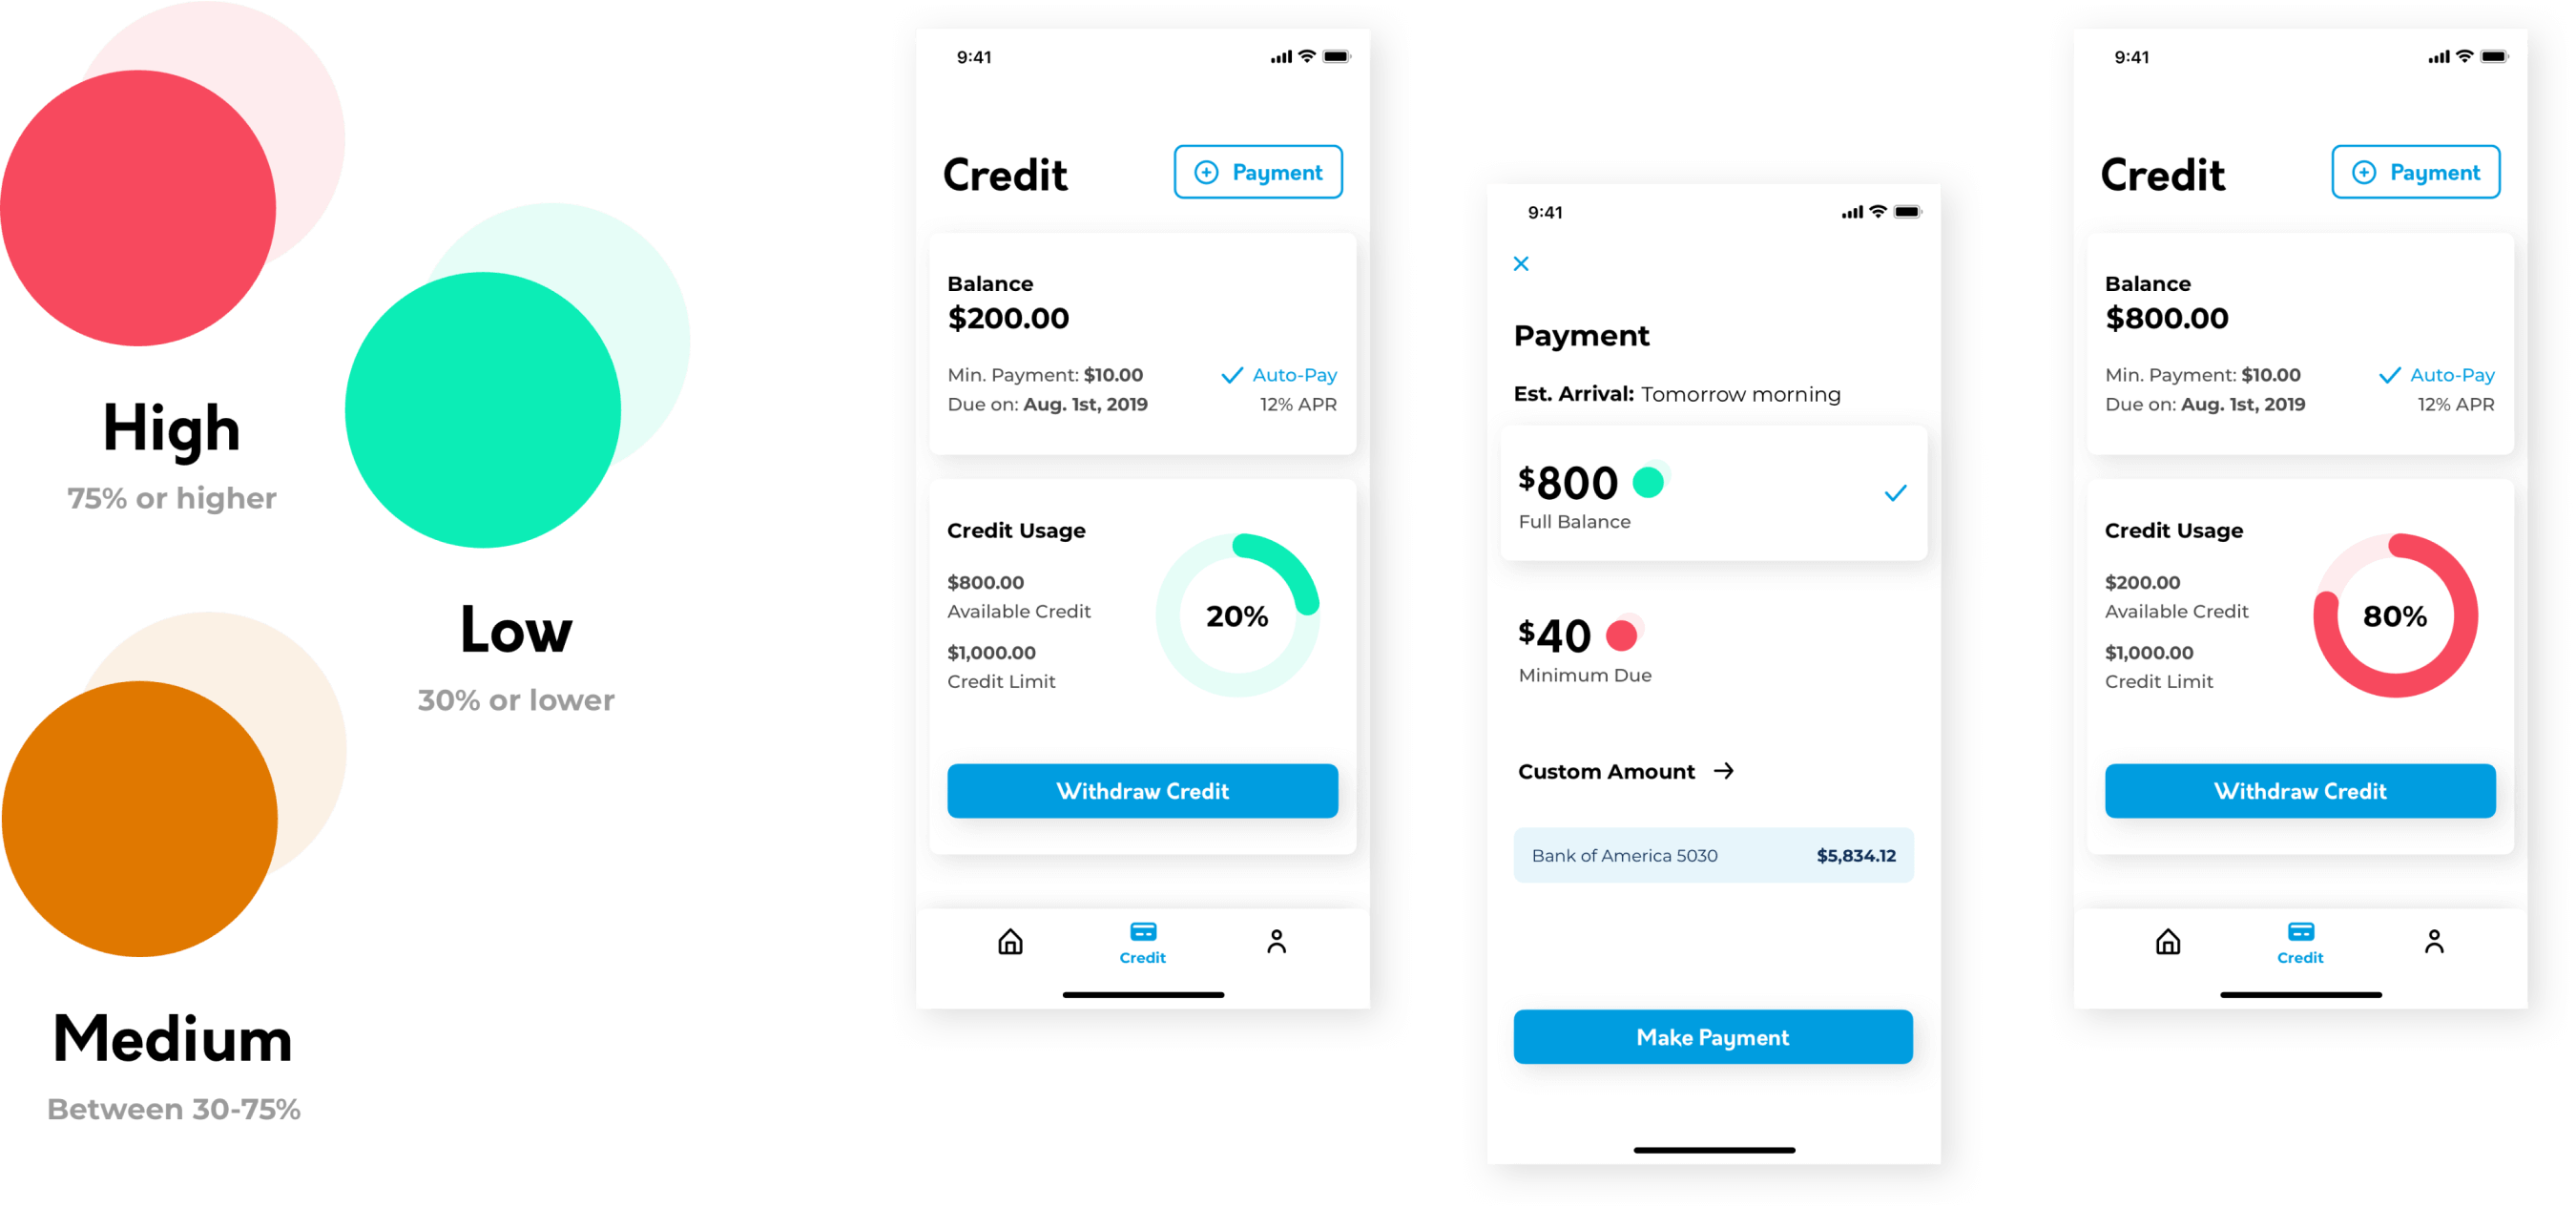 High
75% or higher
Low
30% or lower
Medium
Between 30-75%
9:41
Credit
Payment
Balance
$200.00
Min. Payment: $10.00
Auto-Pay
Due on: Aug. 1st, 2019
12% APR
Credit Usage
$800.00
Available Credit
$1,000.00
Credit Limit
20%
Withdraw Credit
Credit
9:41
Payment
Est. Arrival: Tomorrow morning
$800
Full Balance
$40
Minimum Due
Custom Amount
Bank of America 5030 $5,834.12
Make Payment
9:41
Credit
Payment
Balance
$800.00
Min. Payment: $10.00
Auto-Pay
Due on: Aug. 1st, 2019
12% APR
Credit Usage
$200.00
Available Credit
$1,000.00
Credit Limit
80%
Withdraw Credit
Credit